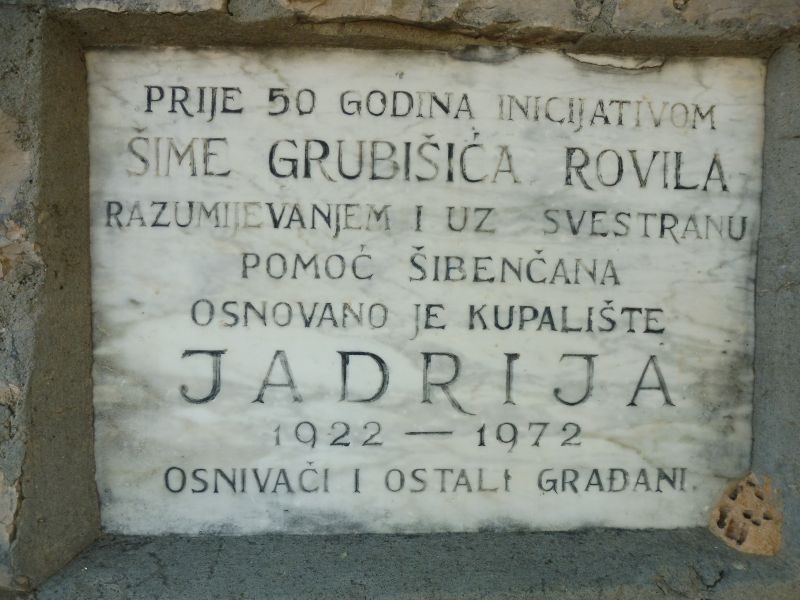 PRIJE 50 GODINA INICIJATIVOM
ŠIME GRUBIŠIĆA ROVILA
RAZUMIJEVANJEM I UZ SVESTRANU
POMOĆ ŠIBENČANA
OSNOVANO JE KUPALIŠTE
JADRIJA
1922 — 1972
OSNIVAČI I OSTALI GRAĐANI.